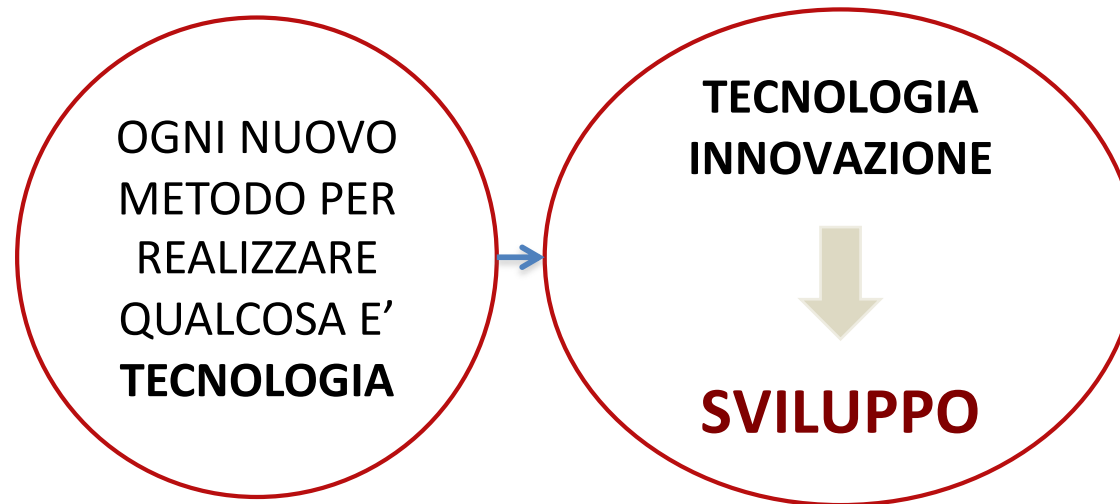 OGNI NUOVO
METODO PER
REALIZZARE
QUALCOSA E’
TECNOLOGIA
TECNOLOGIA
INNOVAZIONE
SVILUPPO